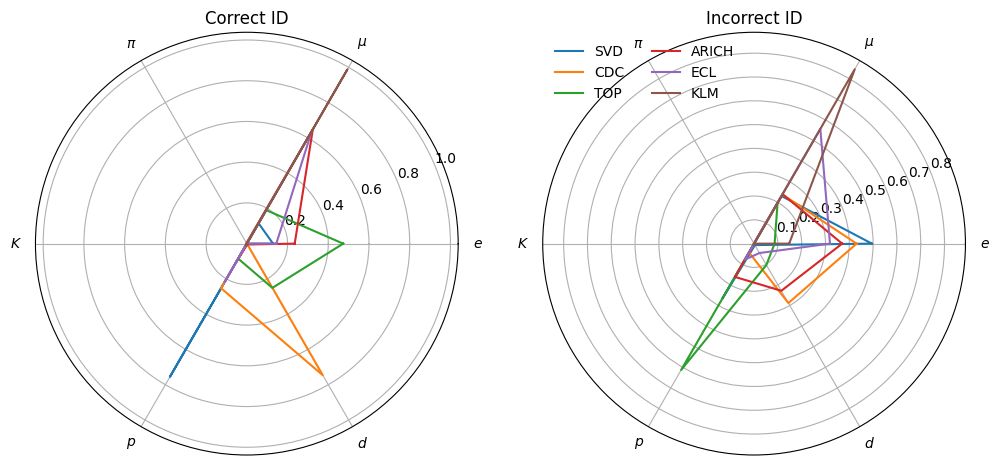 Correct ID
π
μ
K
e
p
d
0.2
0.4
0.6
0.8
1.0
Incorrect ID
π
μ
K
e
p
d
0.1
0.2
0.3
0.4
0.5
0.6
0.7
0.8
SVD
CDC
TOP
ARICH
ECL
KLM